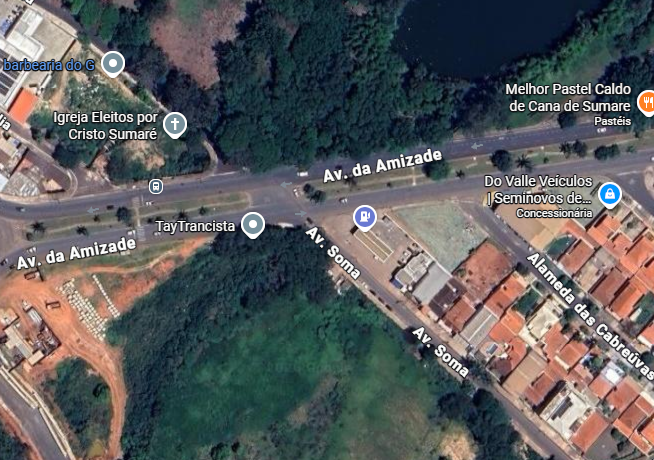 barbearia do G
Igreja Eleitos por
Cristo Sumaré
Melhor Pastel Caldo
de Cana de Sumare
Pastéis
Av. da Amizade
Do Valle Veículos
| Seminovos de...
Concessionária
TayTrancista
Av. da Amizade
Av. Soma
Alameda das Cabreúvas
Av. Soma